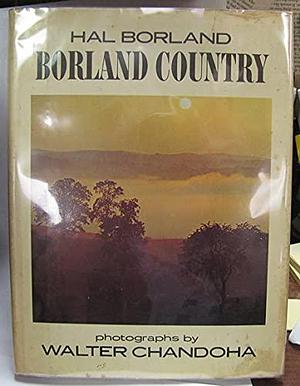 HAL BORLAND
BORLAND COUNTRY
photographs by
WALTER CHANDOHA